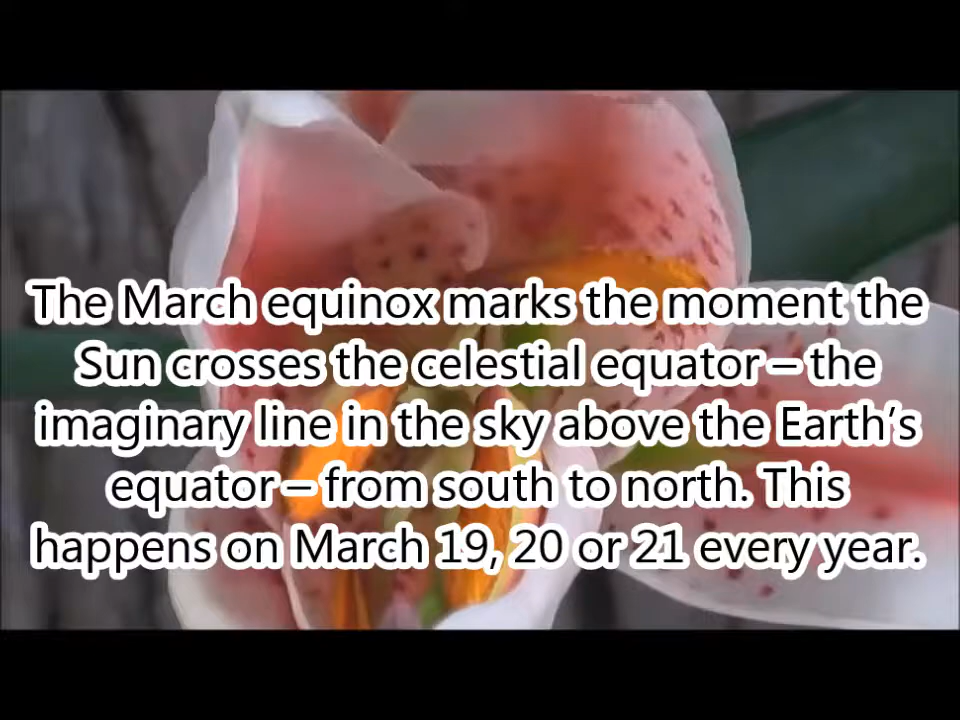 The March equinox marks the moment the
Sun crosses the celestial equator – the
imaginary line in the sky above the Earth’s
equator – from south to north. This
happens on March 19, 20 or 21 every year.